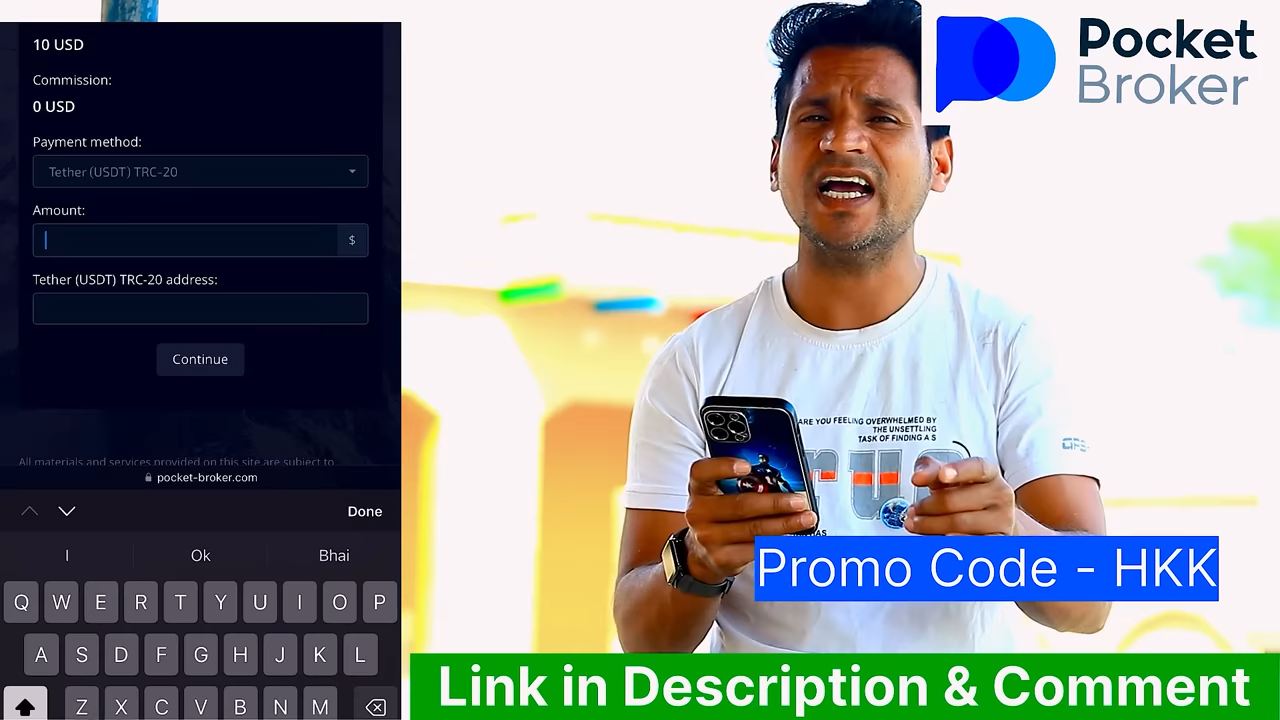 10 USD
Commission:
0 USD
Payment method:
Tether (USDT) TRC-20
Amount:
$
Tether (USDT) TRC-20 address:
Continue
All materials and services provided on this site are subject to
pocket-broker.com
Done
I Ok Bhai
Q W E R T Y U I O P
A S D F G H J K L
Z X C V B N M
Pocket
Broker
ARE YOU FEELING OVERWHELMED BY
THE UNSETTLING
TASK OF FINDING A S
Promo Code - HKK
Link in Description & Comment